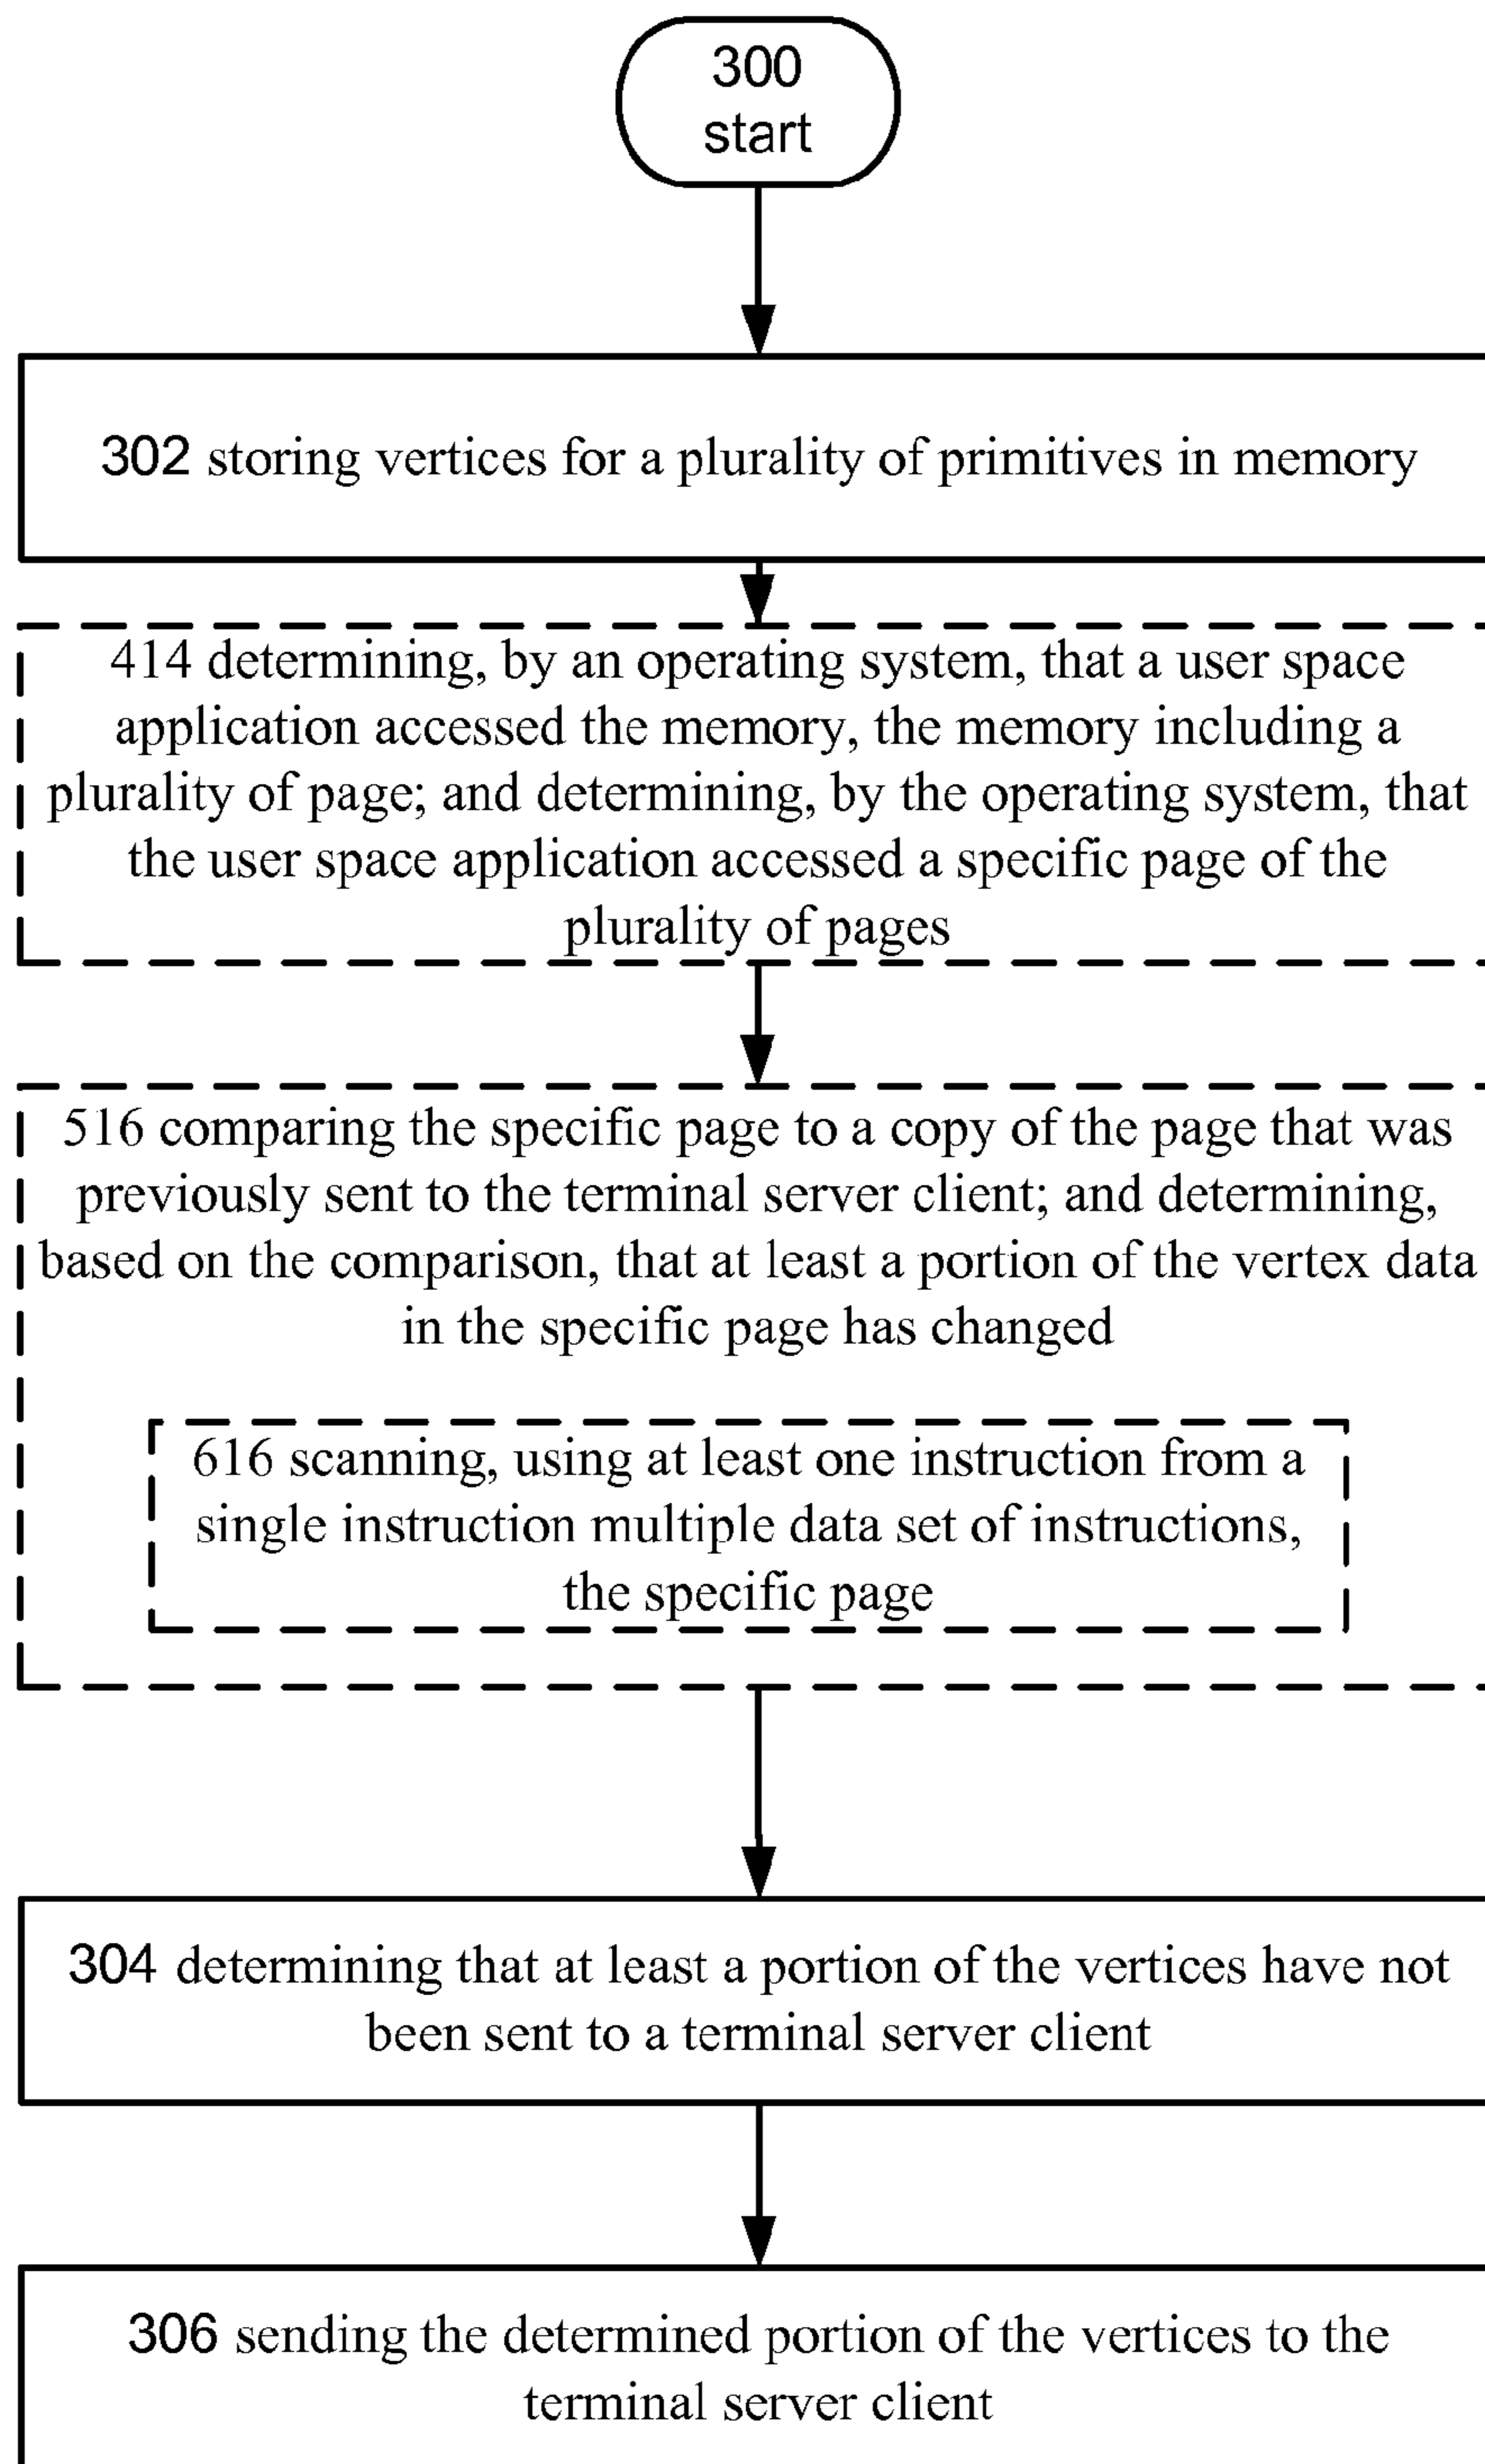 300
start
302 storing vertices for a plurality of primitives in memory
414 determining, by an operating system, that a user space
application accessed the memory, the memory including a
plurality of page; and determining, by the operating system, that
the user space application accessed a specific page of the
plurality of pages
516 comparing the specific page to a copy of the page that was
previously sent to the terminal server client; and determining,
based on the comparison, that at least a portion of the vertex data
in the specific page has changed
616 scanning, using at least one instruction from a
single instruction multiple data set of instructions,
the specific page
304 determining that at least a portion of the vertices have not
been sent to a terminal server client
306 sending the determined portion of the vertices to the
terminal server client